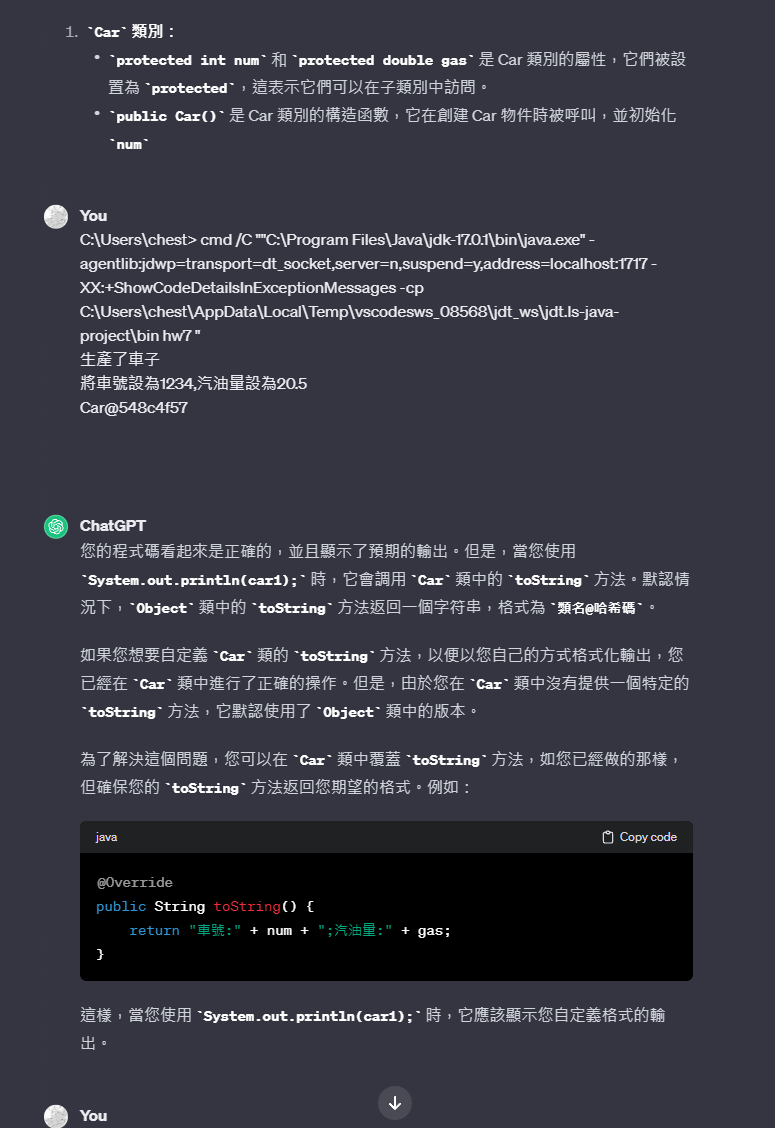 1. `Car` 類別：
• `protected int num` 和 `protected double gas` 是 Car 類別的屬性，它們被設
置為 `protected`，這表示它們可以在子類別中訪問。
• `public Car()` 是 Car 類別的構造函數，它在創建 Car 物件時被呼叫，並初始化
`num`
You
C:\Users\chest> cmd /C ""C:\Program Files\Java\jdk-17.0.1\bin\java.exe" -
agentlib:jdwp=transport=dt_socket,server=n,suspend=y,address=localhost:1717 -
XX:+ShowCodeDetailsInExceptionMessages -cp
C:\Users\chest\AppData\Local\Temp\vscodesws_08568\jdt_ws\jdt.ls-java-
project\bin hw7 "
生產了車子
將車號設為1234,汽油量設為20.5
Car@548c4f57
ChatGPT
您的程式碼看起來是正確的，並且顯示了預期的輸出。但是，當您使用
`System.out.println(car1);` 時，它會調用 `Car` 類中的 `toString` 方法。默認情
況下，`Object` 類中的 `toString` 方法返回一個字符串，格式為 `類名@哈希碼`。
如果您想要自定義 `Car` 類的 `toString` 方法，以便以您自己的方式格式化輸出，您
已經在 `Car` 類中進行了正確的操作。但是，由於您在 `Car` 類中沒有提供一個特定的
`toString` 方法，它默認使用了 `Object` 類中的版本。
為了解決這個問題，您可以在 `Car` 類中覆蓋 `toString` 方法，如您已經做的那樣，
但確保您的 `toString` 方法返回您期望的格式。例如：
java
Copy code
@Override
public String toString() {
return "車號:" + num + ";汽油量:" + gas;
}
這樣，當您使用 `System.out.println(car1);` 時，它應該顯示您自定義格式的輸
出。
You